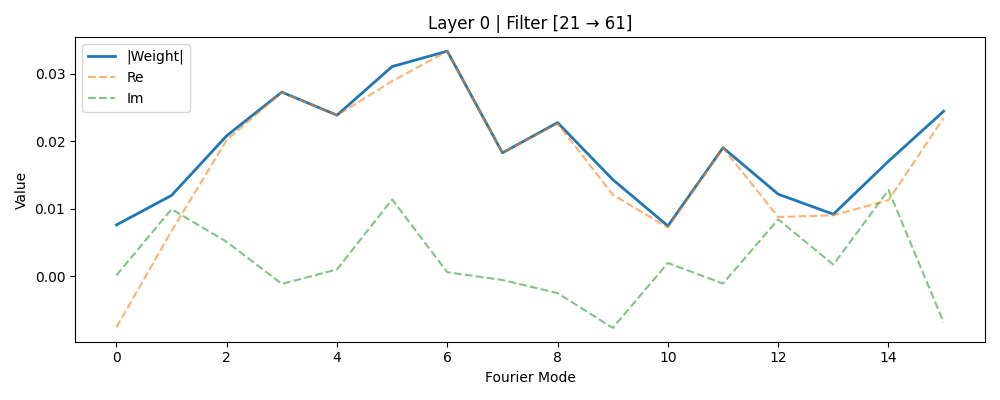 Layer 0 | Filter [21 → 61]
|Weight|
Re
Im
Value
0.03
0.02
0.01
0.00
0 2 4 6 8 10 12 14
Fourier Mode